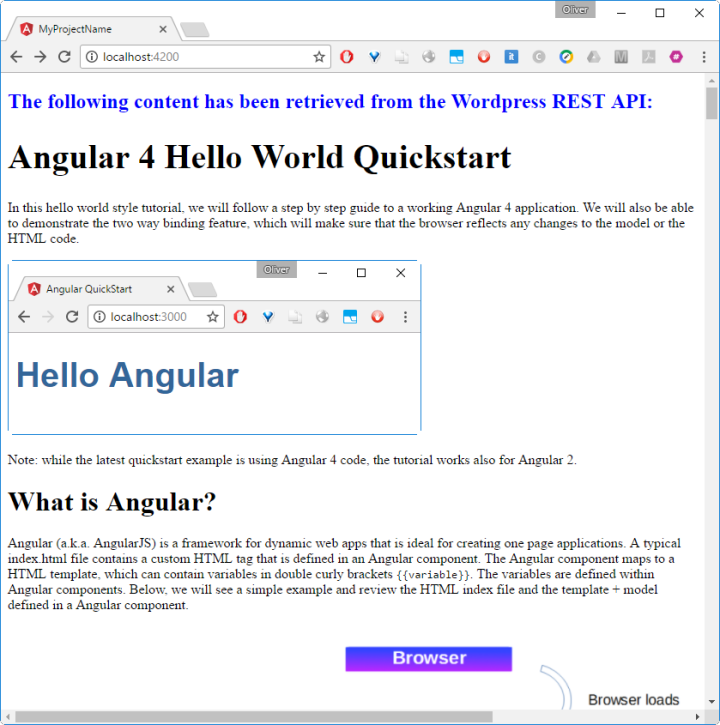 Oliver
MyProjectName
localhost:4200
The following content has been retrieved from the Wordpress REST API:
Angular 4 Hello World Quickstart
In this hello world style tutorial, we will follow a step by step guide to a working Angular 4 application. We will also be able
to demonstrate the two way binding feature, which will make sure that the browser reflects any changes to the model or the
HTML code.
Oliver
Angular QuickStart
localhost:3000
Hello Angular
Note: while the latest quickstart example is using Angular 4 code, the tutorial works also for Angular 2.
What is Angular?
Angular (a.k.a. AngularJS) is a framework for dynamic web apps that is ideal for creating one page applications. A typical
index.html file contains a custom HTML tag that is defined in an Angular component. The Angular component maps to a
HTML template, which can contain variables in double curly brackets {{variable}}. The variables are defined within
Angular components. Below, we will see a simple example and review the HTML index file and the template + model
defined in a Angular component.
Browser
Browser loads